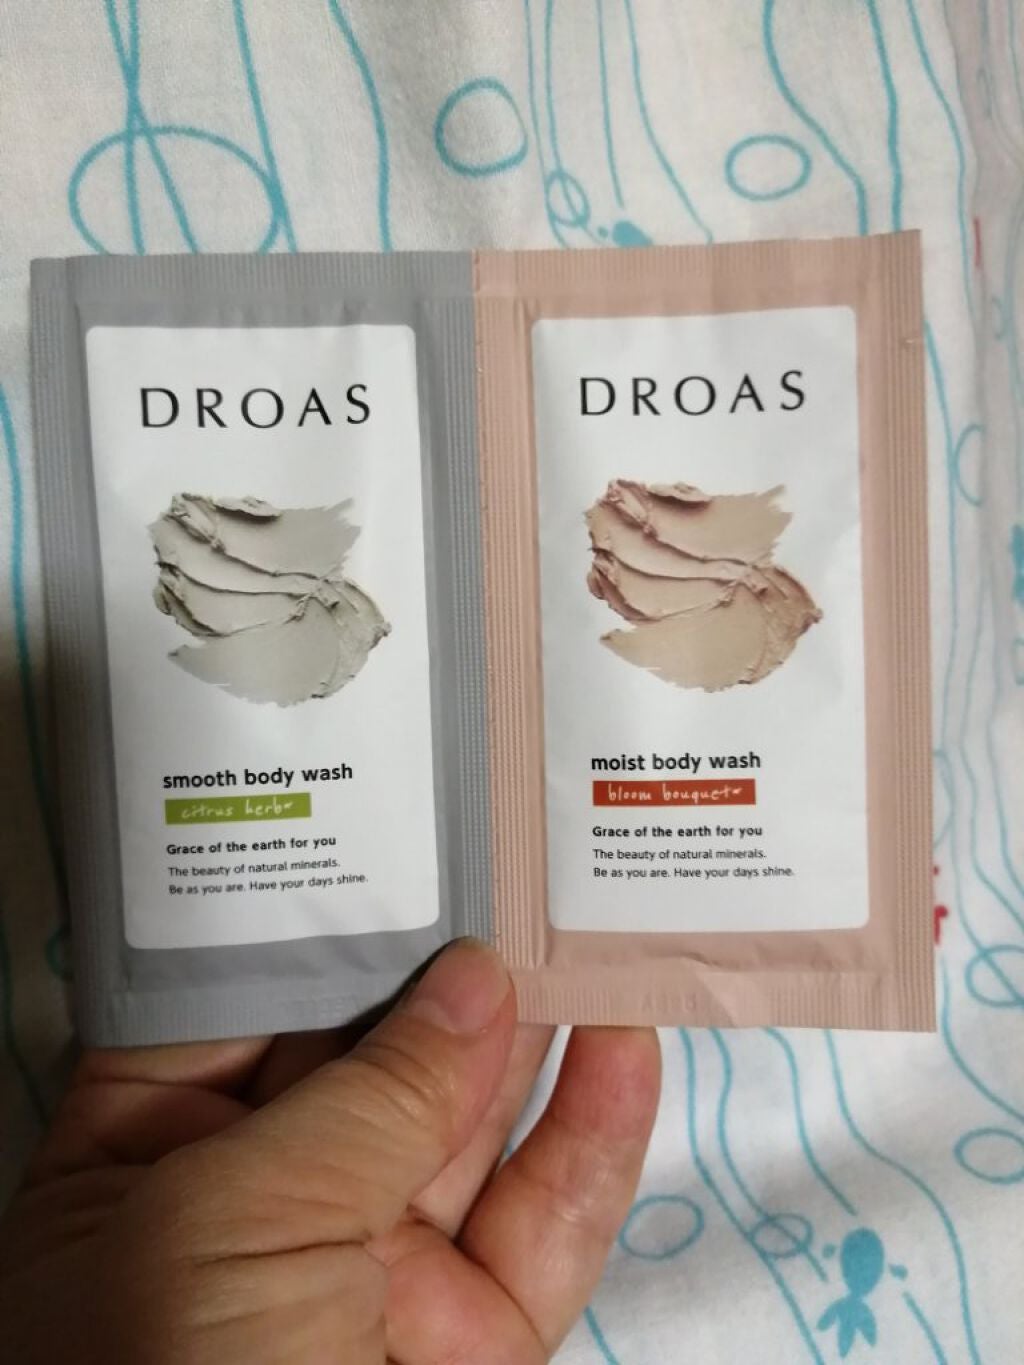 DROAS
smooth body wash
citrus herb
Grace of the earth for you
The beauty of natural minerals.
Be as you are. Have your days shine.
DROAS
moist body wash
bloom bouquet
Grace of the earth for you
The beauty of natural minerals.
Be as you are. Have your days shine.